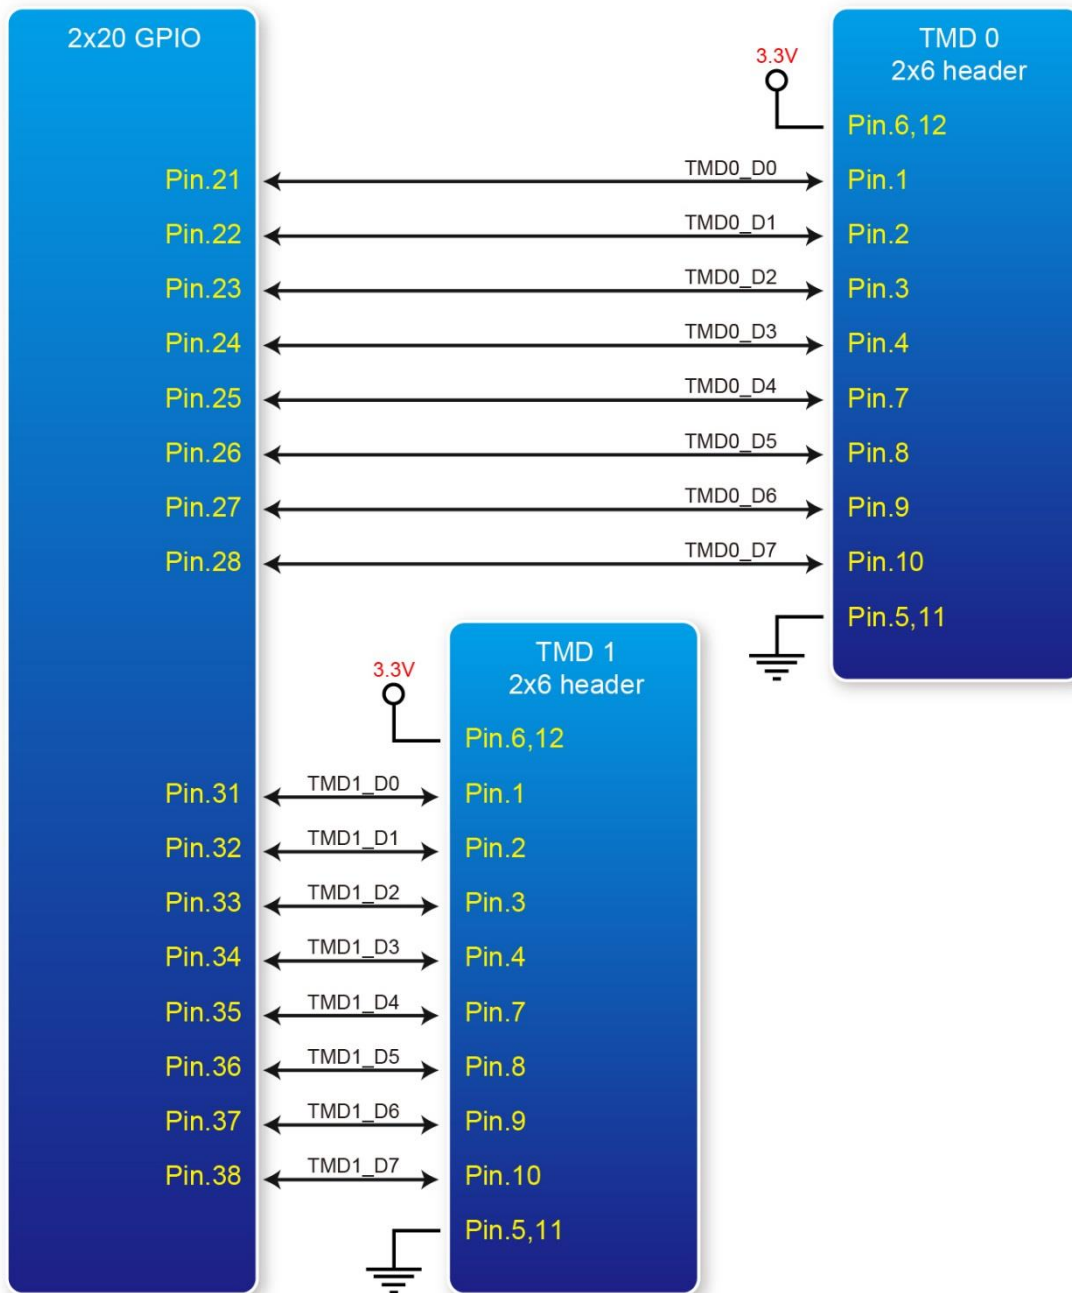 2x20 GPIO
TMD 0
2x6 header
3.3V
Pin.6,12
Pin.21 TMD0_D0 Pin.1
Pin.22 TMD0_D1 Pin.2
Pin.23 TMD0_D2 Pin.3
Pin.24 TMD0_D3 Pin.4
Pin.25 TMD0_D4 Pin.7
Pin.26 TMD0_D5 Pin.8
Pin.27 TMD0_D6 Pin.9
Pin.28 TMD0_D7 Pin.10
Pin.5,11
TMD 1
2x6 header
3.3V
Pin.6,12
Pin.31 TMD1_D0 Pin.1
Pin.32 TMD1_D1 Pin.2
Pin.33 TMD1_D2 Pin.3
Pin.34 TMD1_D3 Pin.4
Pin.35 TMD1_D4 Pin.7
Pin.36 TMD1_D5 Pin.8
Pin.37 TMD1_D6 Pin.9
Pin.38 TMD1_D7 Pin.10
Pin.5,11